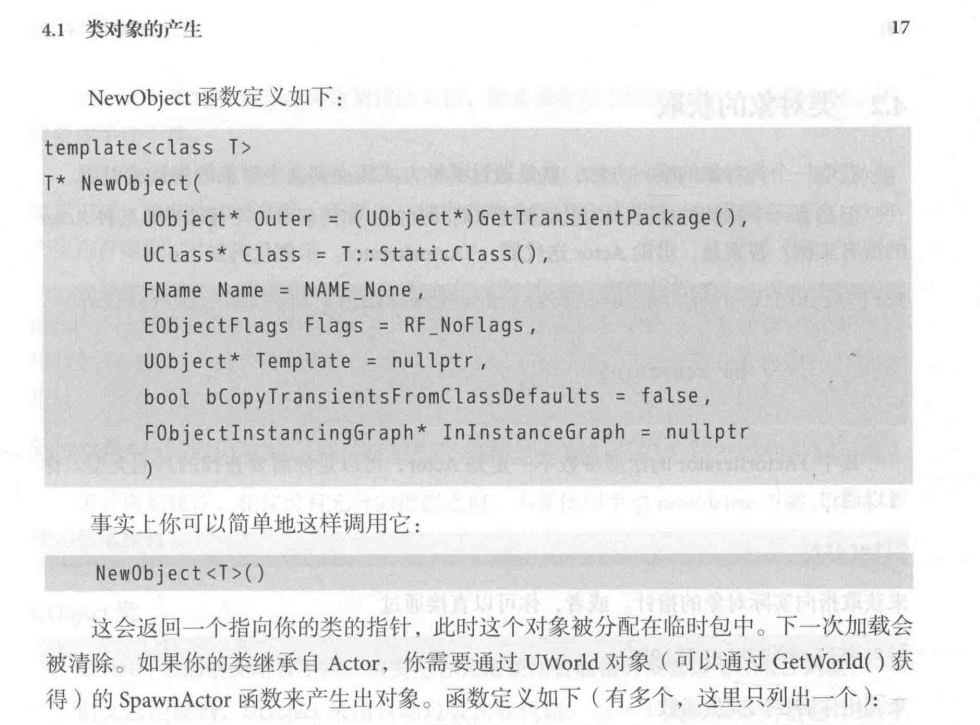 4.1 类对象的产生 17
NewObject 函数定义如下：
template<class T>
T* NewObject(
UObject* Outer = (UObject*)GetTransientPackage(),
UClass* Class = T::StaticClass(),
FName Name = NAME_None,
EObjectFlags Flags = RF_NoFlags,
UObject* Template = nullptr,
bool bCopyTransientsFromClassDefaults = false,
FObjectInstancingGraph* InInstanceGraph = nullptr
)
事实上你可以简单地这样调用它：
NewObject<T>()
这会返回一个指向你的类的指针，此时这个对象被分配在临时包中。下一次加载会
被清除。如果你的类继承自 Actor，你需要通过 UWorld 对象（可以通过 GetWorld( ) 获
得）的 SpawnActor 函数来产生出对象。函数定义如下（有多个，这里只列出一个）：